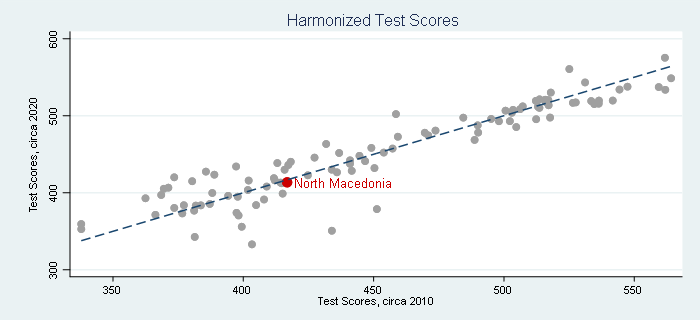 Harmonized Test Scores
Test Scores, circa 2020
600
500
400
300
North Macedonia
350
400
450
500
550
Test Scores, circa 2010